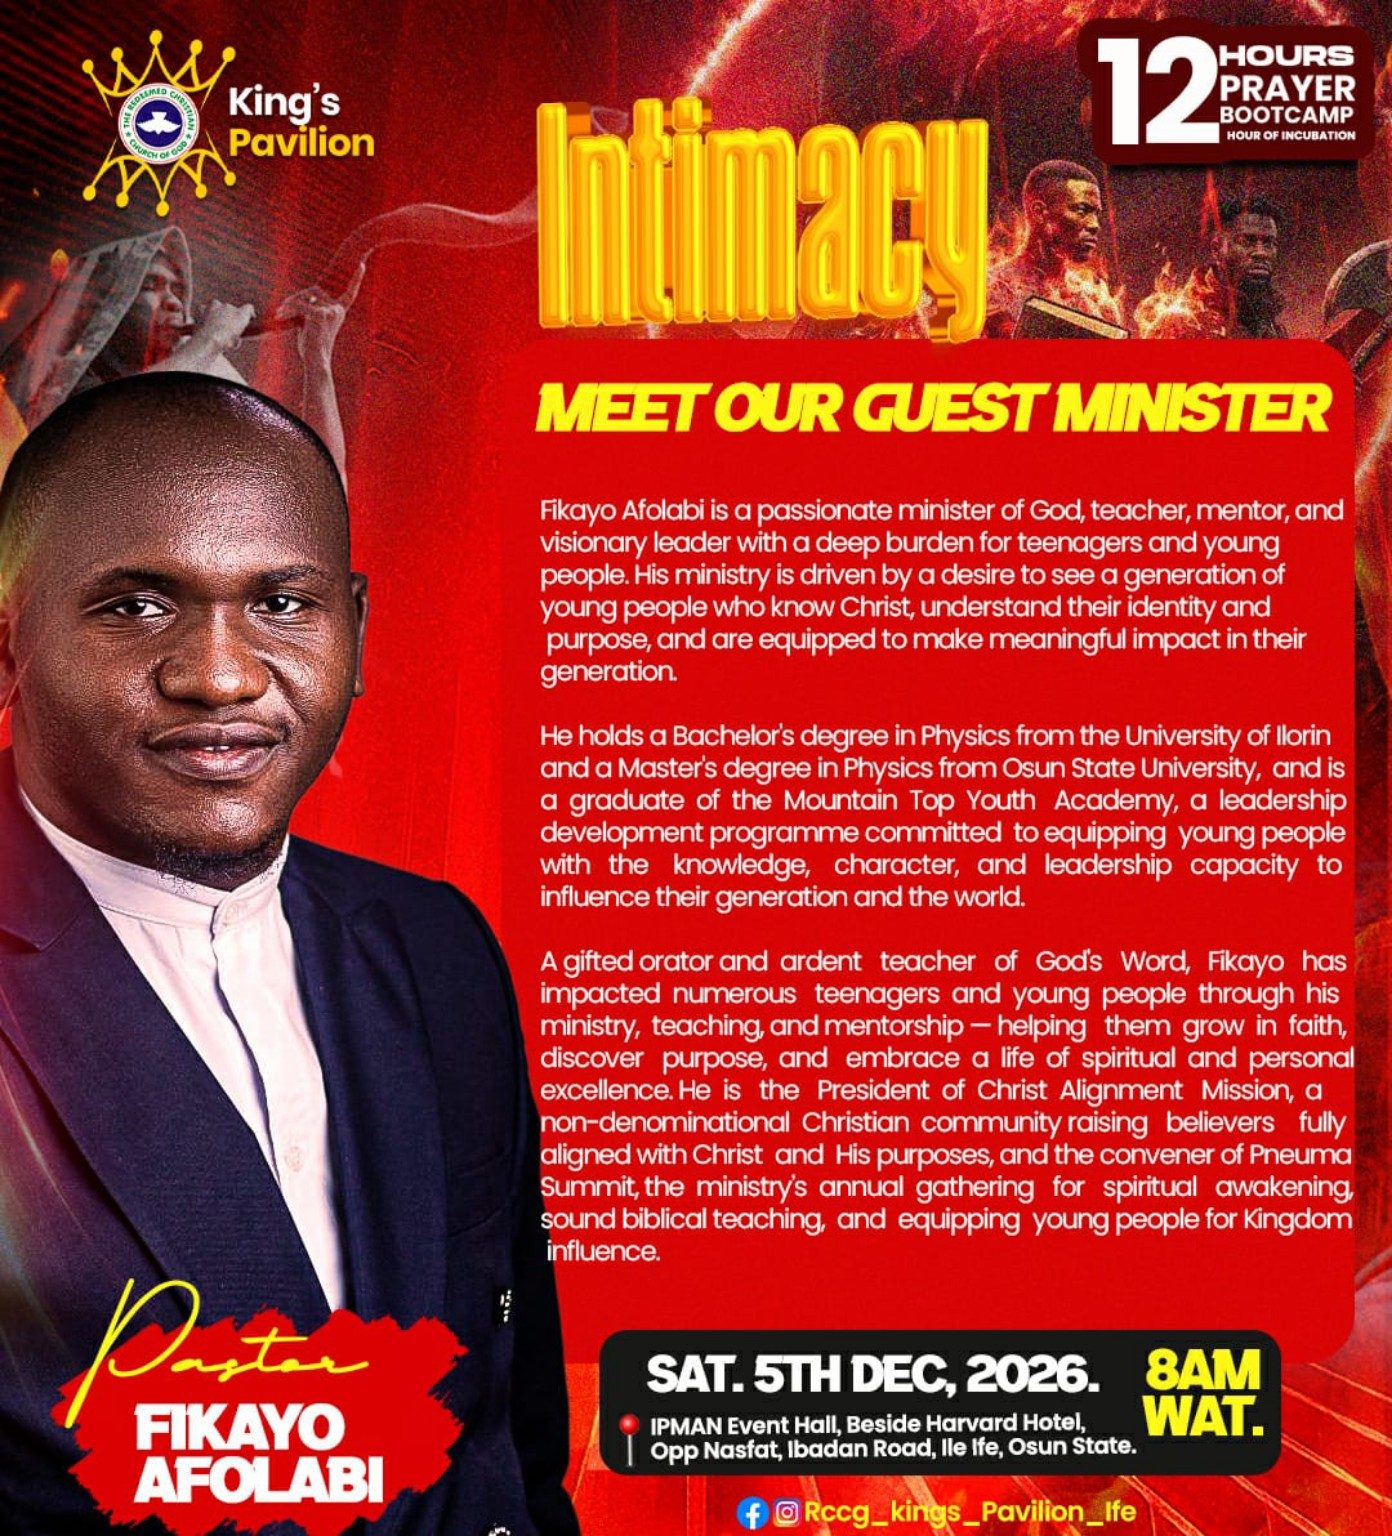 THE REDEEMED CHRISTIAN
CHURCH OF GOD
King's
Pavilion
12 HOURS
PRAYER
BOOTCAMP
HOUR OF INCUBATION
Intimacy
MEET OUR GUEST MINISTER
Fikayo Afolabi is a passionate minister of God, teacher, mentor, and
visionary leader with a deep burden for teenagers and young
people. His ministry is driven by a desire to see a generation of
young people who know Christ, understand their identity and
purpose, and are equipped to make meaningful impact in their
generation.
He holds a Bachelor's degree in Physics from the University of Ilorin
and a Master's degree in Physics from Osun State University, and is
a graduate of the Mountain Top Youth Academy, a leadership
development programme committed to equipping young people
with the knowledge, character, and leadership capacity to
influence their generation and the world.
A gifted orator and ardent teacher of God's Word, Fikayo has
impacted numerous teenagers and young people through his
ministry, teaching, and mentorship — helping them grow in faith,
discover purpose, and embrace a life of spiritual and personal
excellence. He is the President of Christ Alignment Mission, a
non-denominational Christian community raising believers fully
aligned with Christ and His purposes, and the convener of Pneuma
Summit, the ministry's annual gathering for spiritual awakening,
sound biblical teaching, and equipping young people for Kingdom
influence.
Pastor
FIKAYO
AFOLABI
SAT. 5TH DEC, 2026.
8AM
WAT.
IPMAN Event Hall, Beside Harvard Hotel,
Opp Nasfat, Ibadan Road, Ile Ife, Osun State.
Rccg_kings_Pavilion_Ife